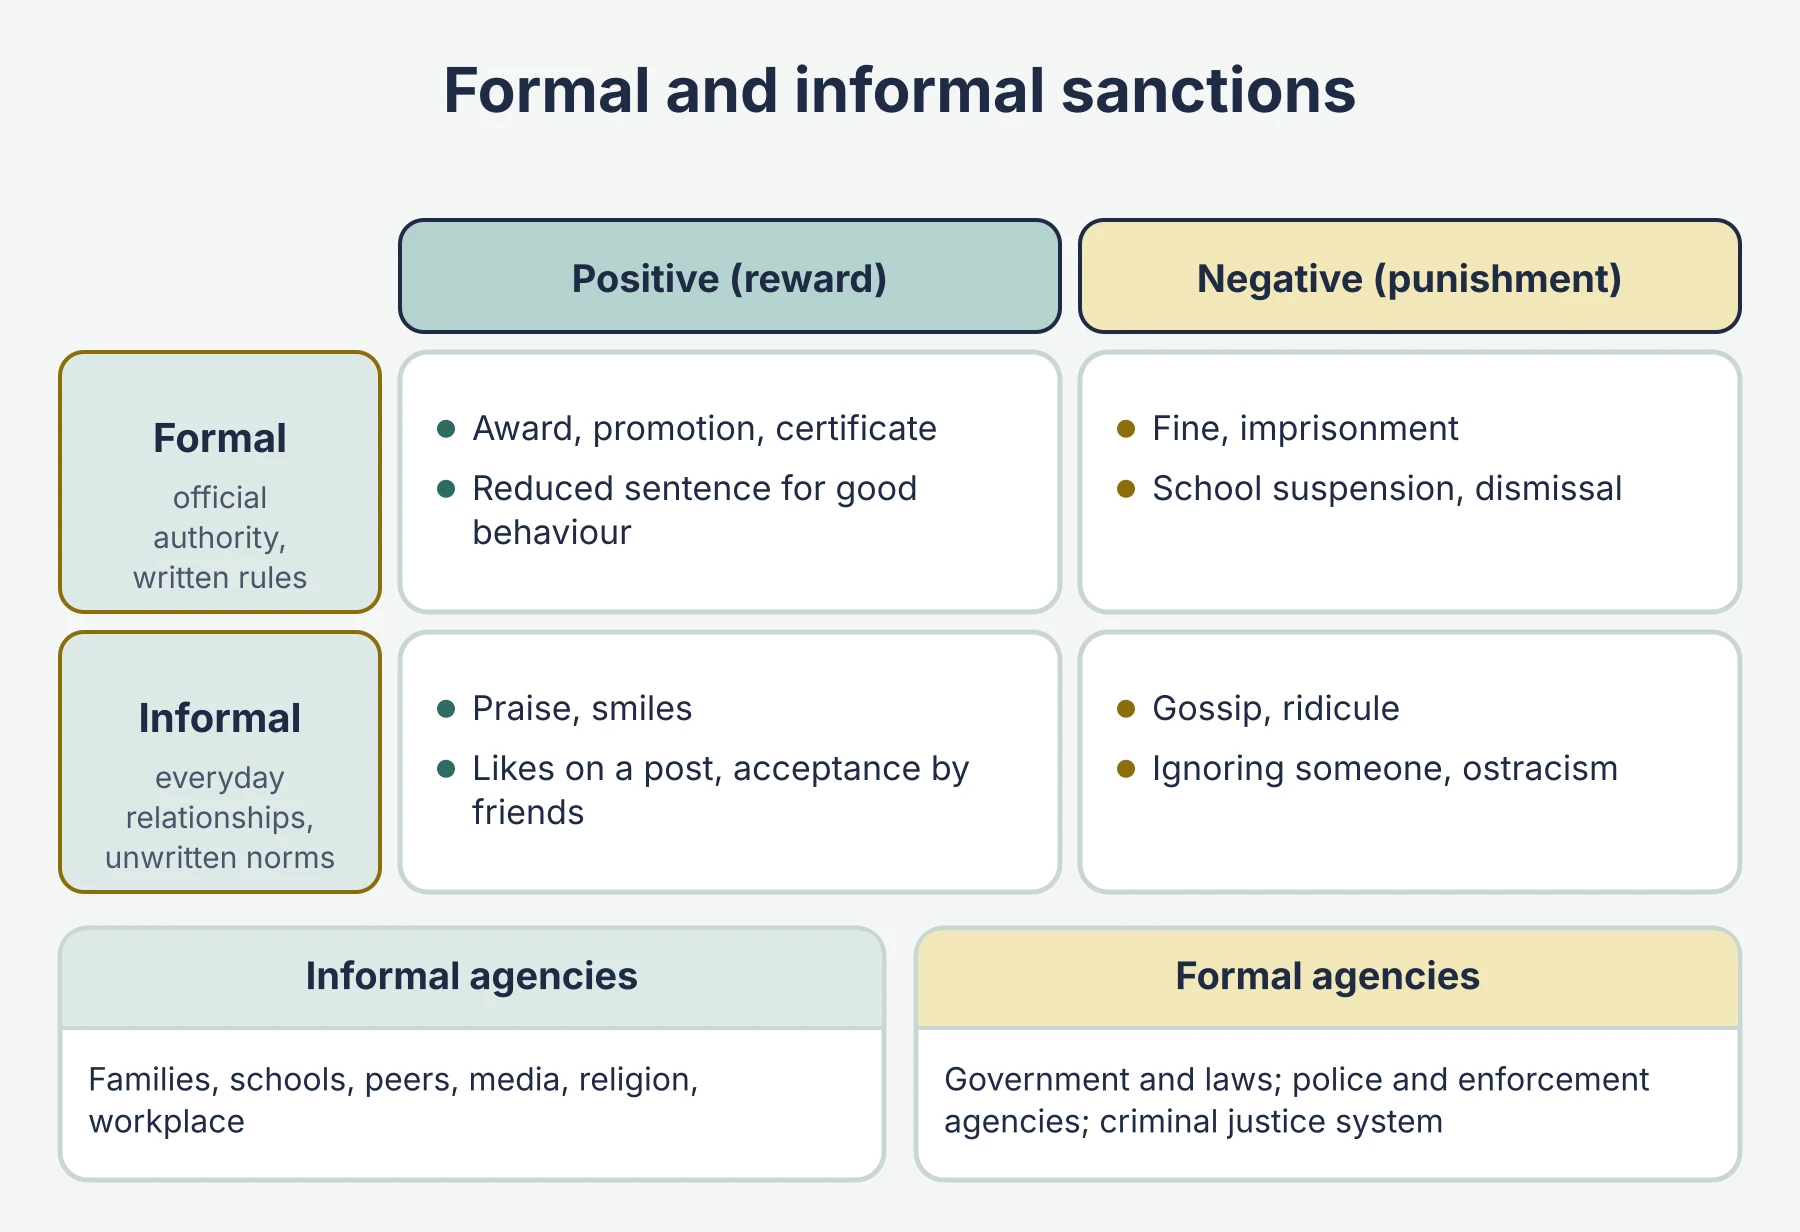 Formal and informal sanctions
Positive (reward)
Negative (punishment)
Formal
official
authority,
written rules
Award, promotion, certificate
Reduced sentence for good
behaviour
Fine, imprisonment
School suspension, dismissal
Informal
everyday
relationships,
unwritten norms
Praise, smiles
Likes on a post, acceptance by
friends
Gossip, ridicule
Ignoring someone, ostracism
Informal agencies
Families, schools, peers, media, religion,
workplace
Formal agencies
Government and laws; police and enforcement
agencies; criminal justice system